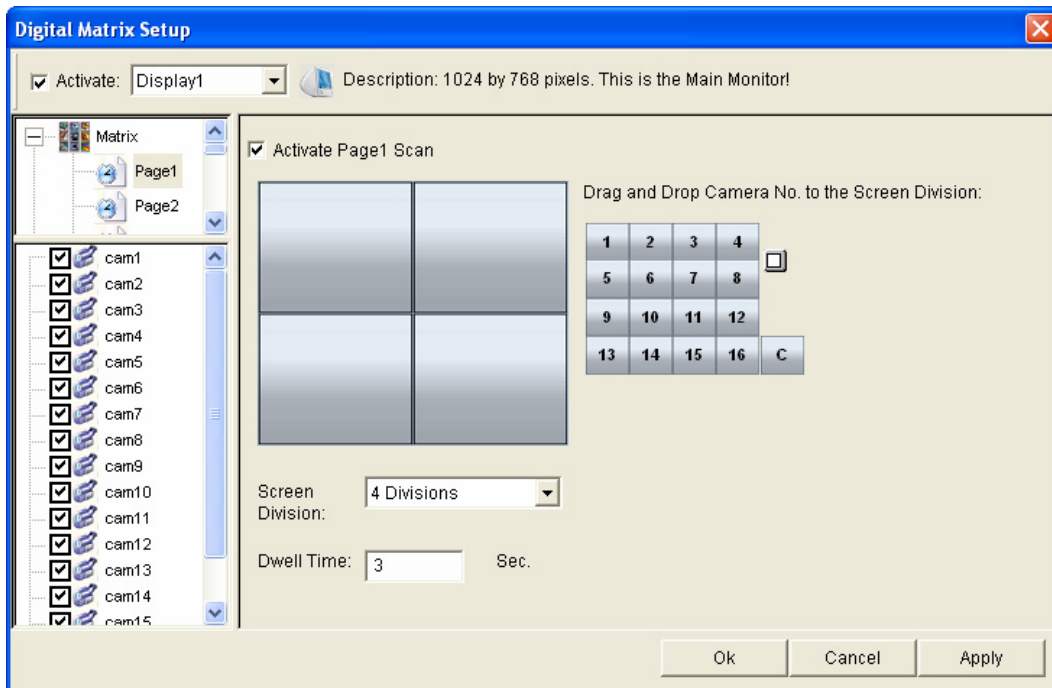 Digital Matrix Setup
Activate: Display1 Description: 1024 by 768 pixels. This is the Main Monitor!
Matrix
Page1
Page2
cam1
cam2
cam3
cam4
cam5
cam6
cam7
cam8
cam9
cam10
cam11
cam12
cam13
cam14
cam15
Activate Page1 Scan
Drag and Drop Camera No. to the Screen Division:
1 2 3 4
5 6 7 8
9 10 11 12
13 14 15 16 C
Screen Division: 4 Divisions
Dwell Time: 3 Sec.
Ok Cancel Apply